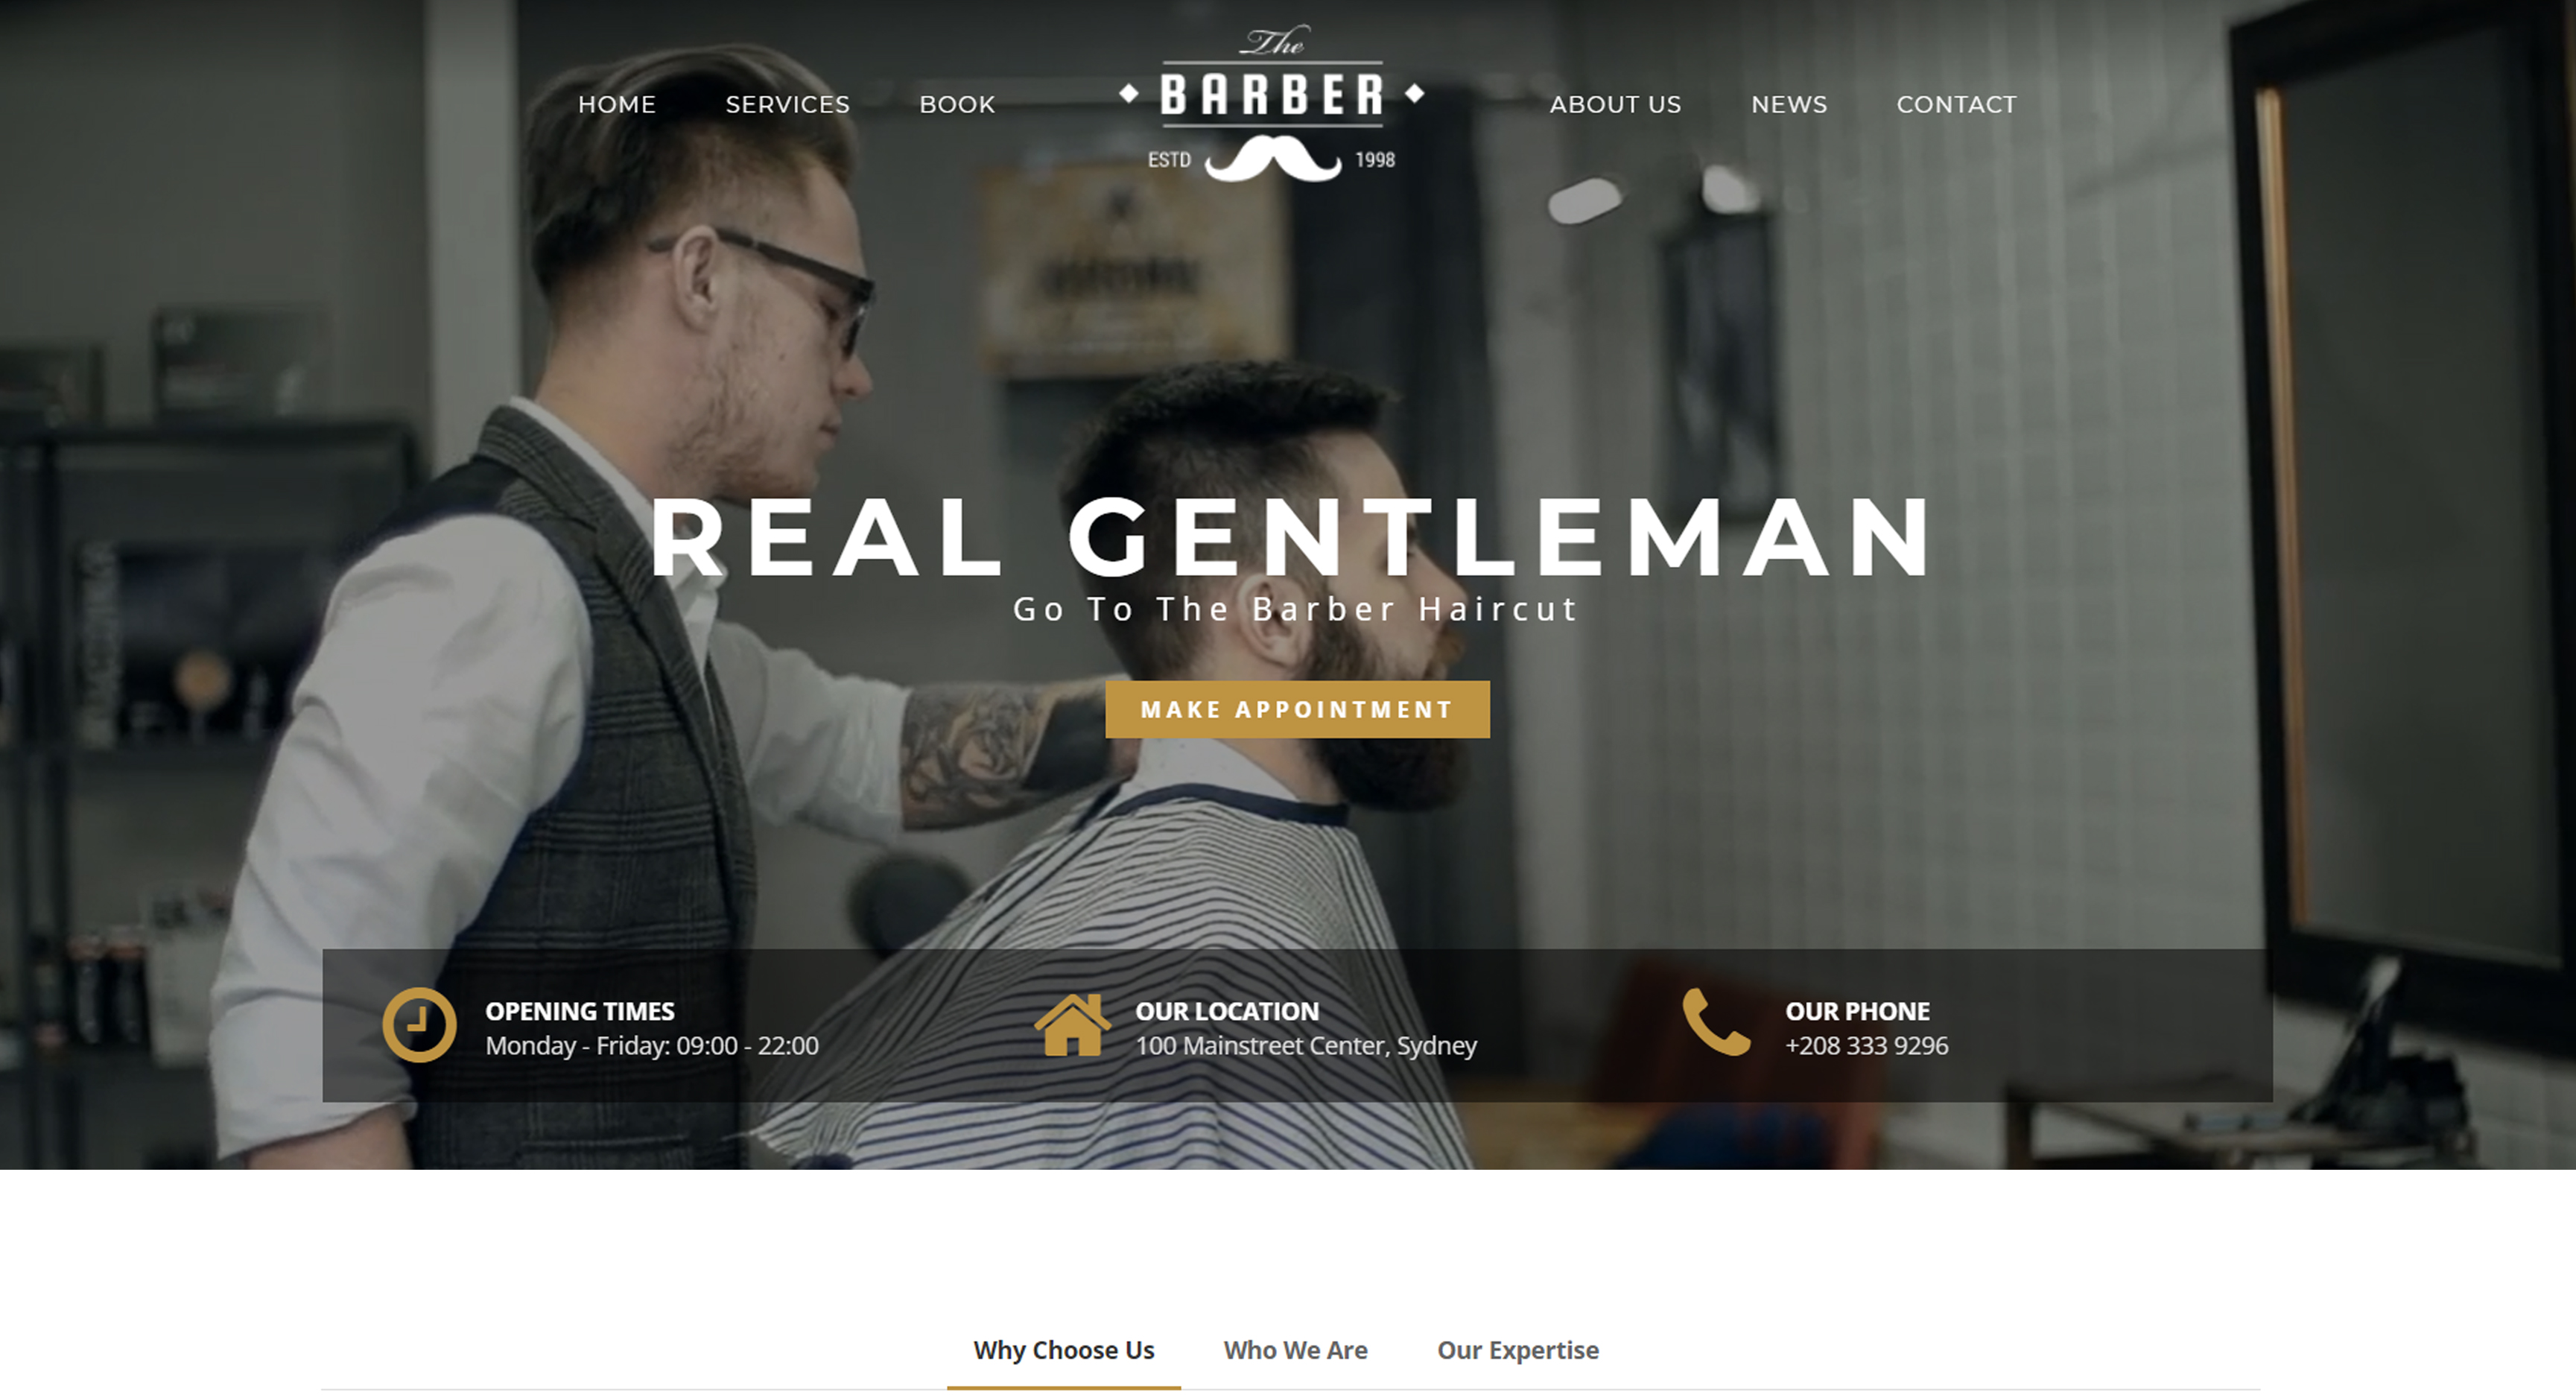 The
BARBER
ESTD 1998
HOME SERVICES BOOK ABOUT US NEWS CONTACT
REAL GENTLEMAN
Go To The Barber Haircut
MAKE APPOINTMENT
OPENING TIMES
Monday - Friday: 09:00 - 22:00
OUR LOCATION
100 Mainstreet Center, Sydney
OUR PHONE
+208 333 9296
Why Choose Us Who We Are Our Expertise